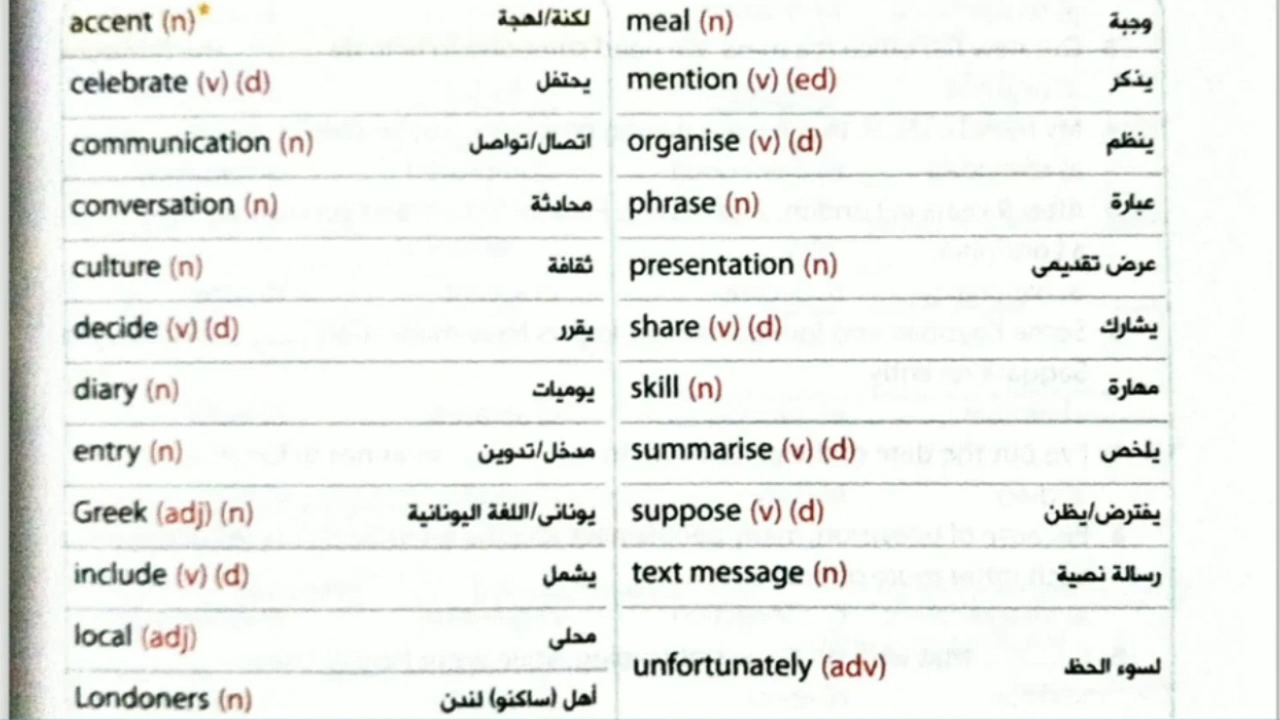 accent (n)* لكنة/لهجة
celebrate (v) (d) يحتفل
communication (n) اتصال/تواصل
conversation (n) محادثة
culture (n) ثقافة
decide (v) (d) يقرر
diary (n) يوميات
entry (n) مدخل/تدوين
Greek (adj) (n) يونانى/اللغة اليونانية
include (v) (d) يشمل
local (adj) محلى
Londoners (n) أهل (ساكنو) لندن
meal (n) وجبة
mention (v) (ed) يذكر
organise (v) (d) ينظم
phrase (n) عبارة
presentation (n) عرض تقديمى
share (v) (d) يشارك
skill (n) مهارة
summarise (v) (d) يلخص
suppose (v) (d) يفترض/يظن
text message (n) رسالة نصية
unfortunately (adv) لسوء الحظ